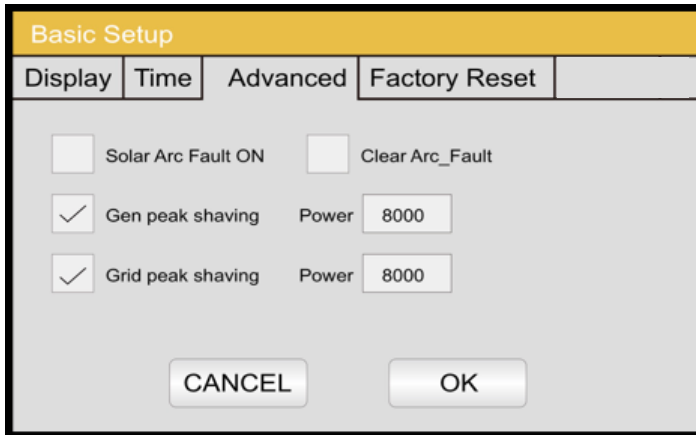 Basic Setup
Display Time Advanced Factory Reset
Solar Arc Fault ON Clear Arc_Fault
Gen peak shaving Power 8000
Grid peak shaving Power 8000
CANCEL OK